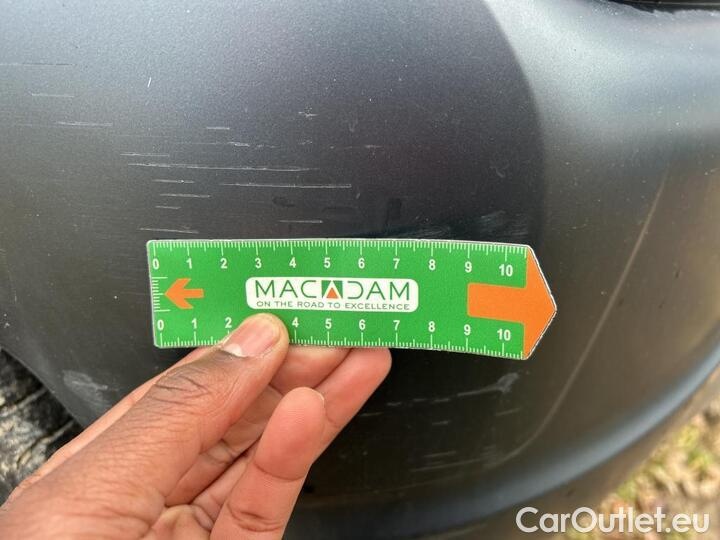 0 1 2 3 4 5 6 7 8 9 10
MACADAM
ON THE ROAD TO EXCELLENCE
0 1 2 4 5 6 7 8 9 10
CarOutlet.eu